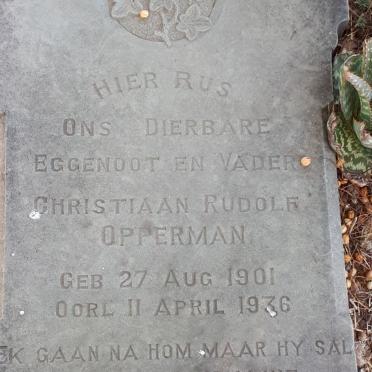 HIER RUS
ONS DIERBARE
EGGENOOT EN VADER
CHRISTIAAN RUDOLF
OPPERMAN
GEB 27 AUG 1901
OORL 11 APRIL 1936
EK GAAN NA HOM MAAR HY SAL